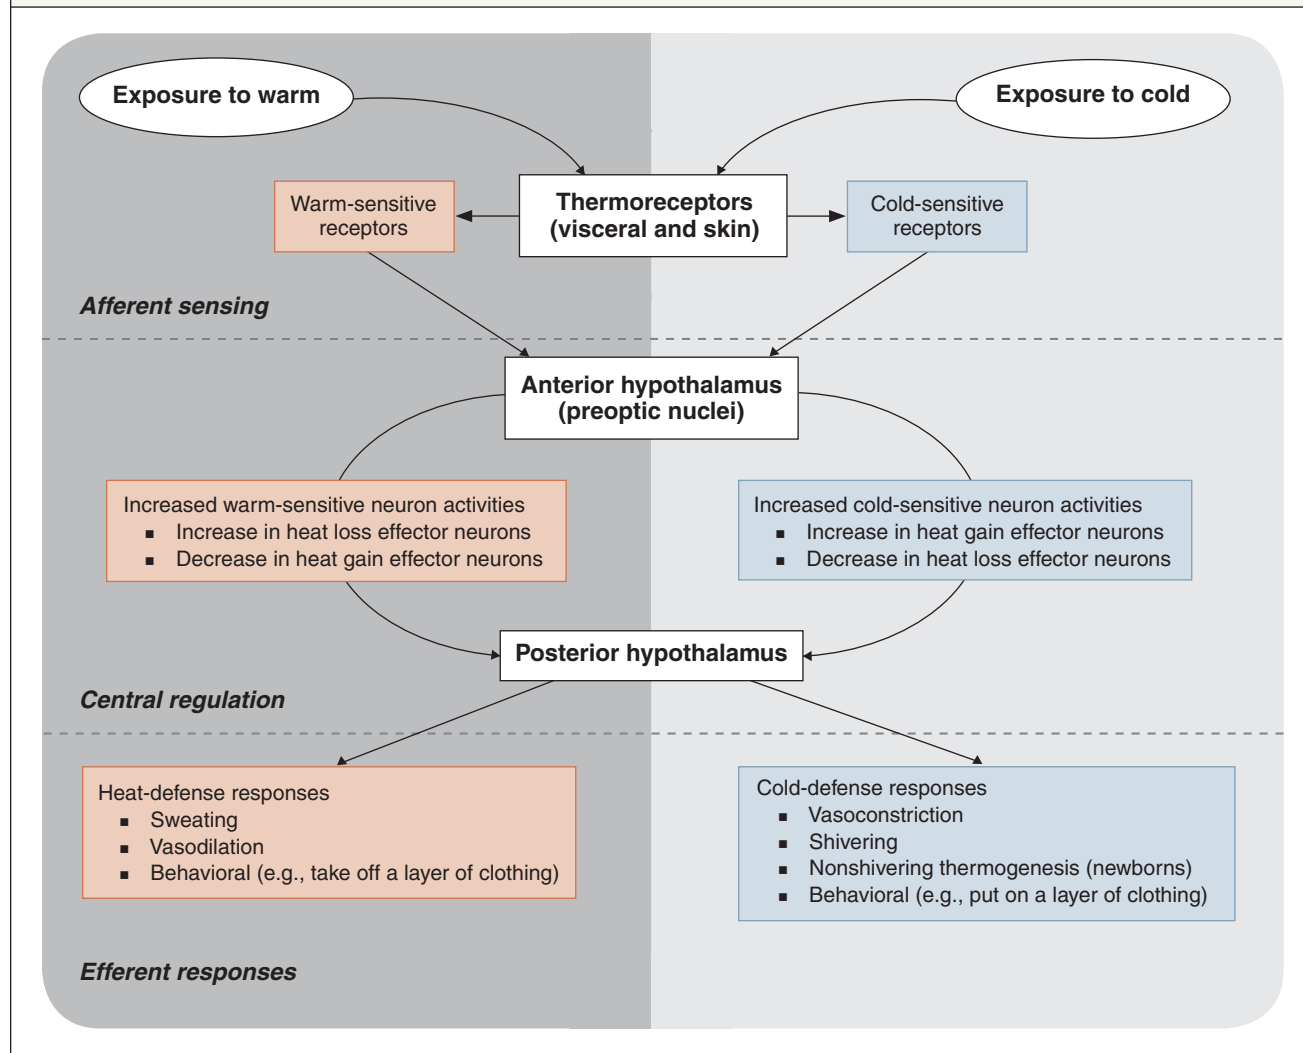 Exposure to warm
Exposure to cold
Thermoreceptors
(visceral and skin)
Warm-sensitive
receptors
Cold-sensitive
receptors
Afferent sensing
Anterior hypothalamus
(preoptic nuclei)
Increased warm-sensitive neuron activities
■ Increase in heat loss effector neurons
■ Decrease in heat gain effector neurons
Increased cold-sensitive neuron activities
■ Increase in heat gain effector neurons
■ Decrease in heat loss effector neurons
Posterior hypothalamus
Central regulation
Heat-defense responses
■ Sweating
■ Vasodilation
■ Behavioral (e.g., take off a layer of clothing)
Cold-defense responses
■ Vasoconstriction
■ Shivering
■ Nonshivering thermogenesis (newborns)
■ Behavioral (e.g., put on a layer of clothing)
Efferent responses